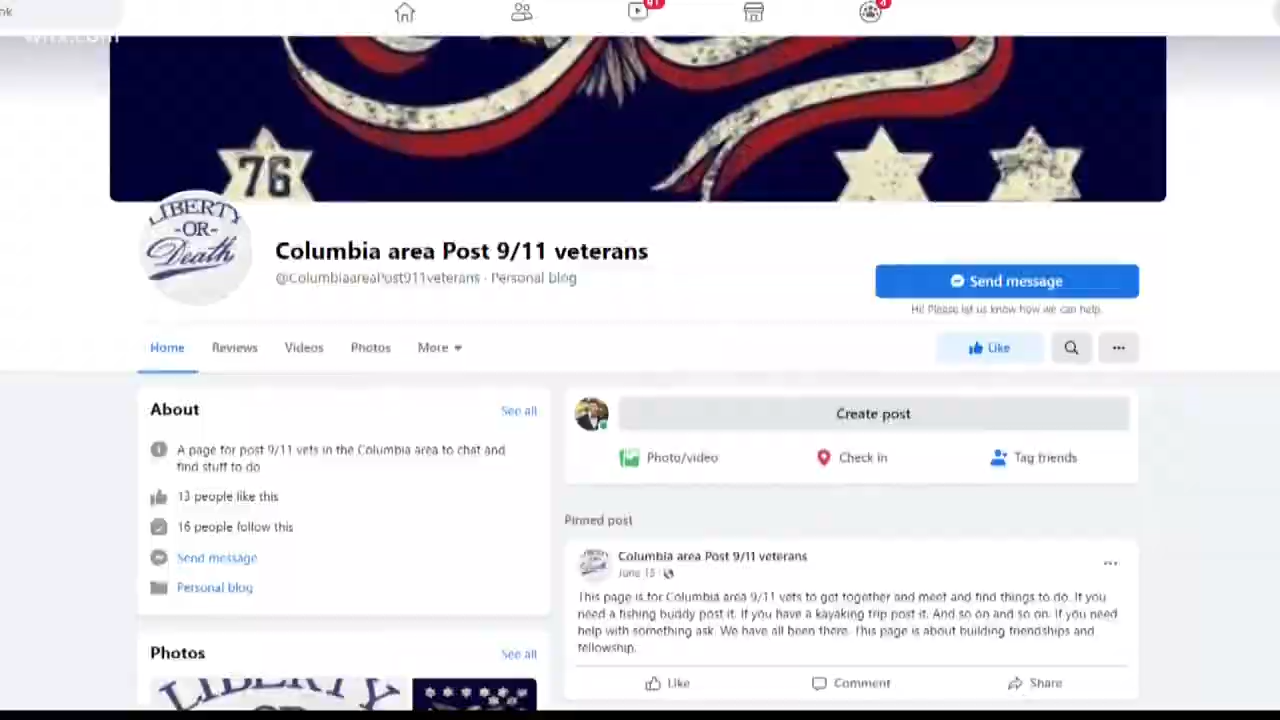 nk
wltx.com
41
4
76
LIBERTY
-OR-
Death
Columbia area Post 9/11 veterans
@ColumbiaareaPost911veterans · Personal blog
Send message
Hi! Please let us know how we can help.
Home Reviews Videos Photos More
Like
About See all
Create post
A page for post 9/11 vets in the Columbia area to chat and
find stuff to do
Photo/video Check in Tag friends
13 people like this
16 people follow this
Send message
Personal blog
Pinned post
Columbia area Post 9/11 veterans
June 15
This page is for Columbia area 9/11 vets to get together and meet and find things to do. If you
need a fishing buddy post it. If you have a kayaking trip post it. And so on and so on. If you need
help with something ask. We have all been there. This page is about building friendships and
fellowship.
Like Comment Share
Photos See all
LIBERTY
OR